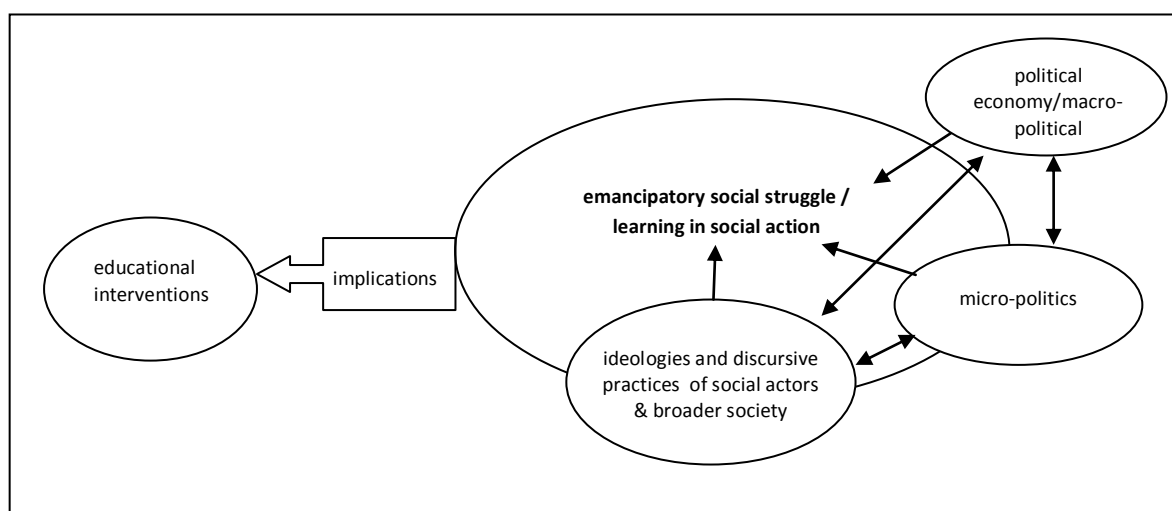 political
economy/macro-
political
emancipatory social struggle /
learning in social action
educational
interventions
implications
micro-politics
ideologies and discursive
practices of social actors
& broader society